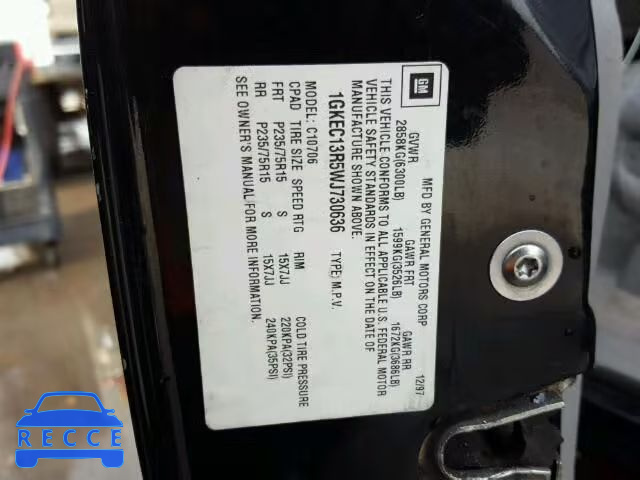 GM
MFD BY GENERAL MOTORS CORP 12/97
GVWR GAWR FRT GAWR RR
2858KG(6300LB) 1599KG(3526LB) 1672KG(3686LB)
THIS VEHICLE CONFORMS TO ALL APPLICABLE U.S. FEDERAL MOTOR
VEHICLE SAFETY STANDARDS IN EFFECT ON THE DATE OF
MANUFACTURE SHOWN ABOVE.
1GKEC13R5WJ730636 TYPE: M.P.V.
MODEL: C10706
CPAD TIRE SIZE SPEED RTG RIM COLD TIRE PRESSURE
FRT P235/75R15 S 15X7JJ 220KPA(32PSI)
RR P235/75R15 S 15X7JJ 240KPA(35PSI)
SEE OWNER'S MANUAL FOR MORE INFORMATION.
RECCE